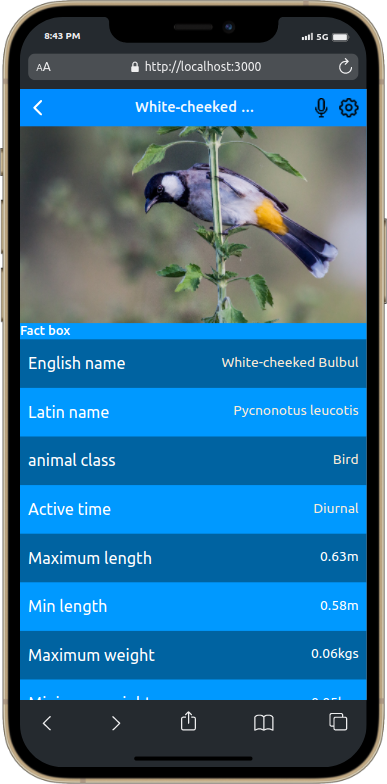 8:43 PM
5G
AA
http://localhost:3000
White-cheeked ...
Fact box
English name White-cheeked Bulbul
Latin name Pycnonotus leucotis
animal class Bird
Active time Diurnal
Maximum length 0.63m
Min length 0.58m
Maximum weight 0.06kgs